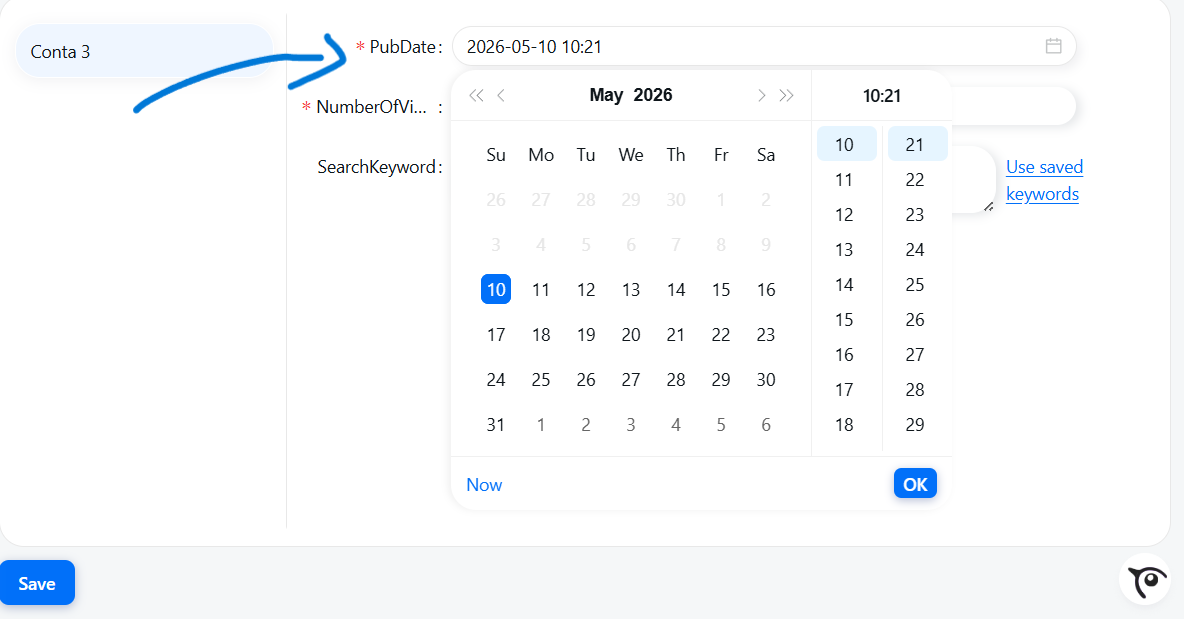 Conta 3
* PubDate: 2026-05-10 10:21
* NumberOfVi... :
SearchKeyword:
Use saved
keywords
May 2026 10:21
Su Mo Tu We Th Fr Sa
26 27 28 29 30 1 2
3 4 5 6 7 8 9
10 11 12 13 14 15 16
17 18 19 20 21 22 23
24 25 26 27 28 29 30
31 1 2 3 4 5 6
10 21
11 22
12 23
13 24
14 25
15 26
16 27
17 28
18 29
Now OK
Save